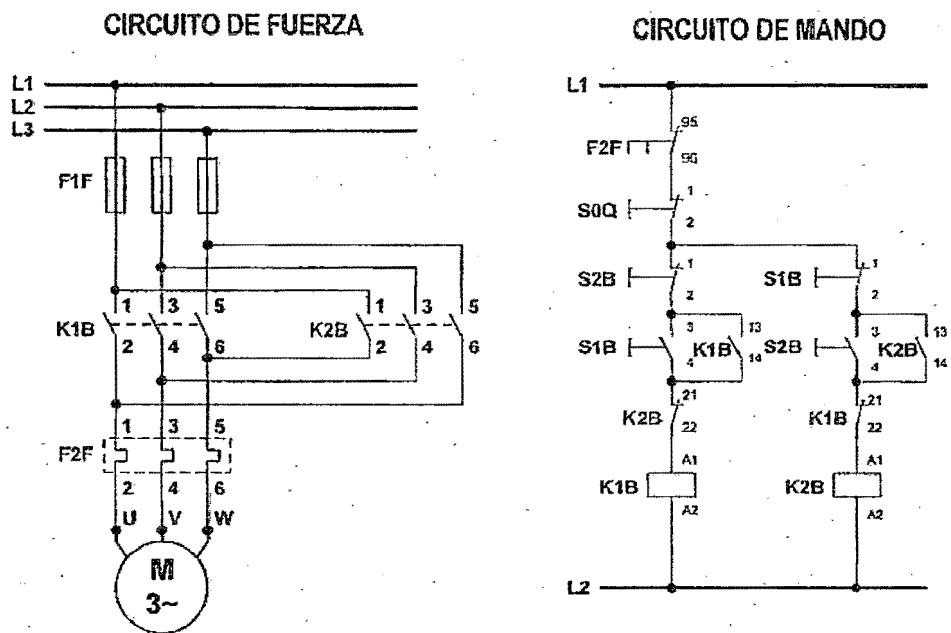 CIRCUITO DE FUERZA
L1
L2
L3
F1F
1 3 5
K1B
2 4 6
1 3 5
K2B
2 4 6
1 3 5
F2F
2 4 6
U V W
M
3~
CIRCUITO DE MANDO
L1
95
F2F
96
1
S0Q
2
1
S2B
2
1
S1B
2
3 13
S1B K1B
4 14
3 13
S2B K2B
4 14
21
K2B
22
21
K1B
22
A1
K1B
A2
A1
K2B
A2
L2